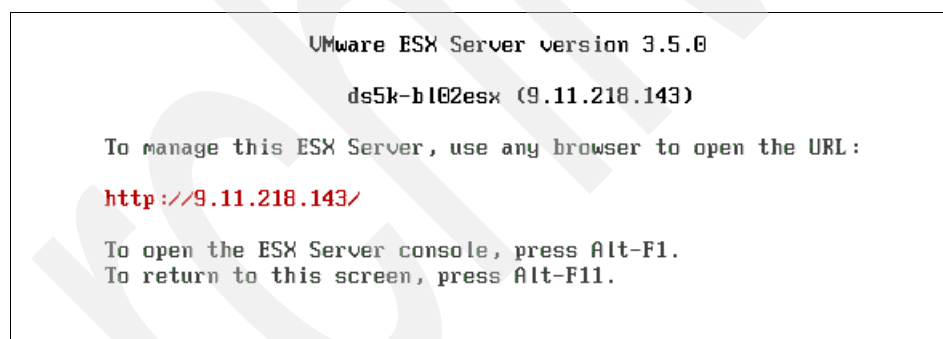 VMware ESX Server version 3.5.0
ds5k-bl02esx (9.11.218.143)
To manage this ESX Server, use any browser to open the URL:
http://9.11.218.143/
To open the ESX Server console, press Alt-F1.
To return to this screen, press Alt-F11.